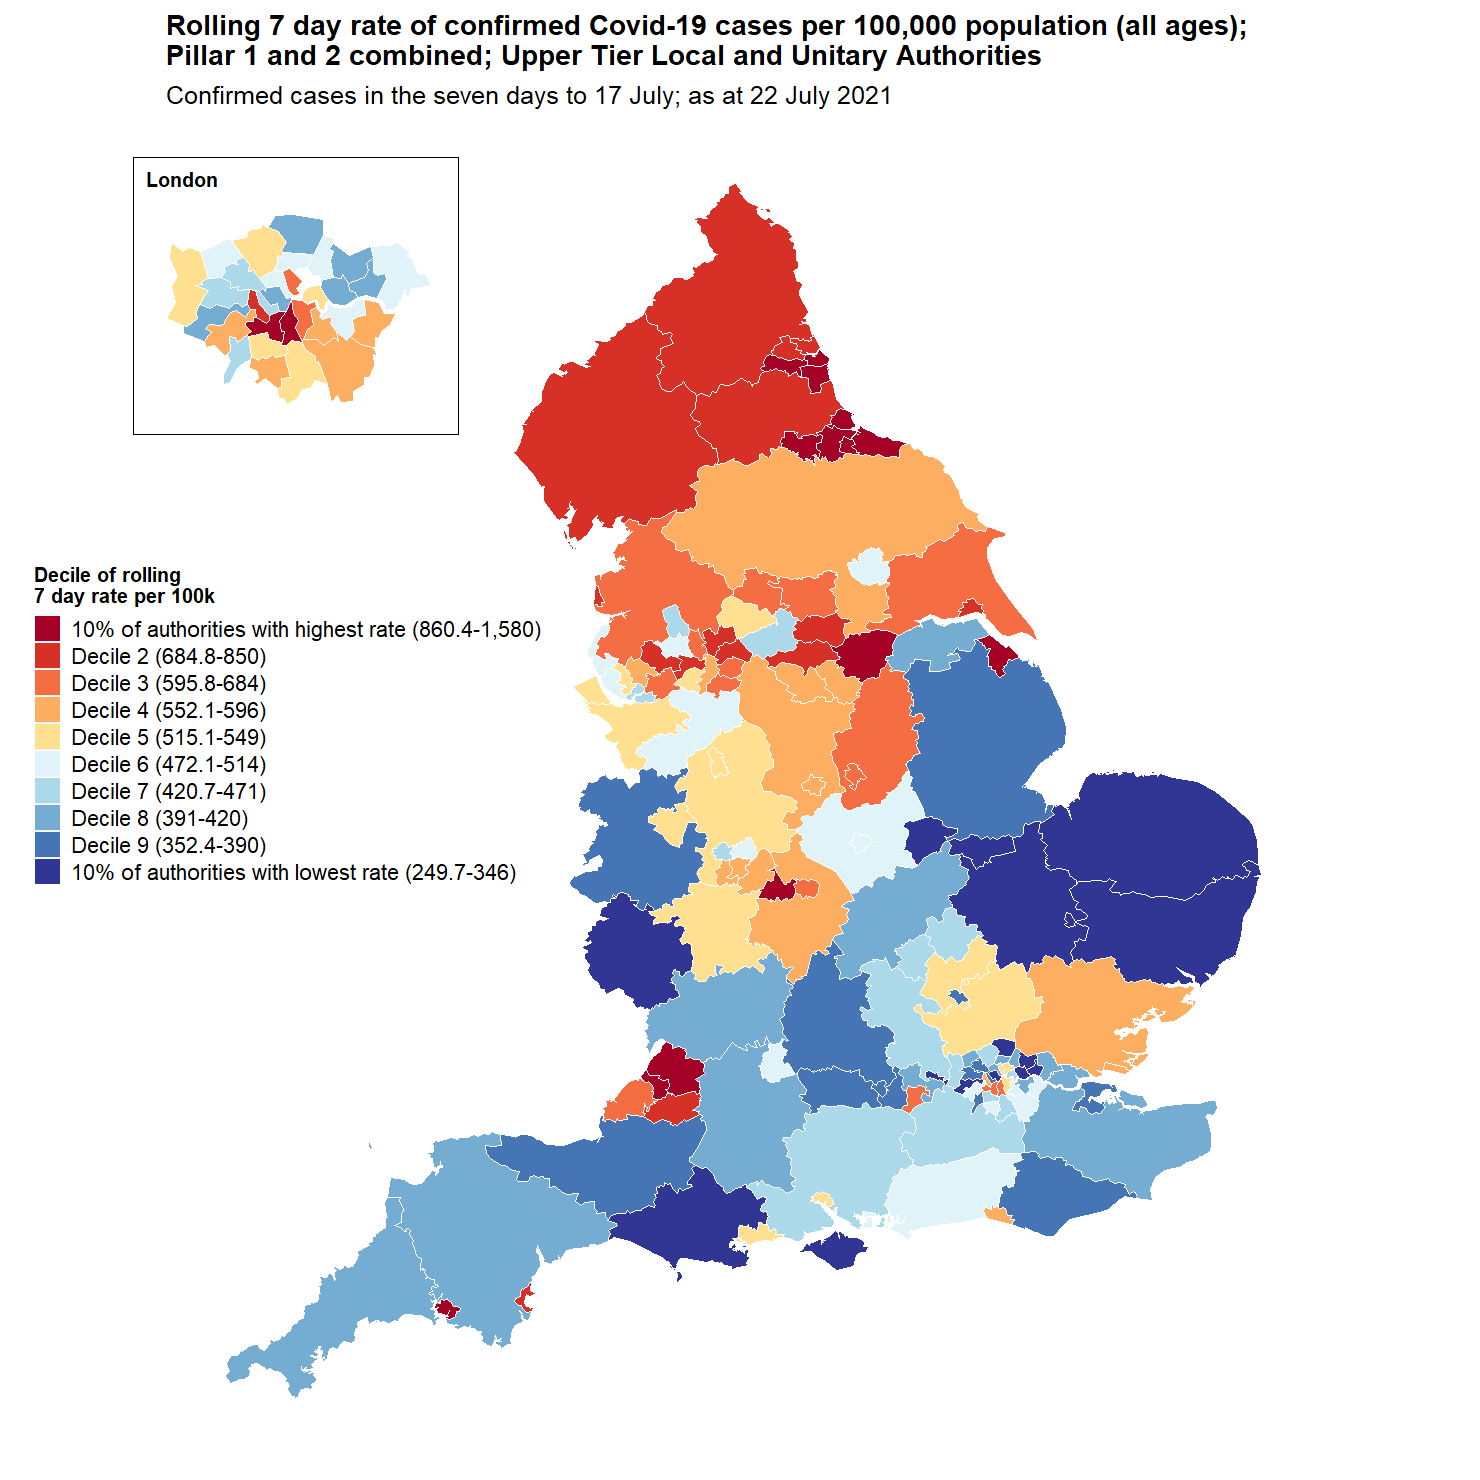 Rolling 7 day rate of confirmed Covid-19 cases per 100,000 population (all ages);
Pillar 1 and 2 combined; Upper Tier Local and Unitary Authorities
Confirmed cases in the seven days to 17 July; as at 22 July 2021
London
Decile of rolling
7 day rate per 100k
10% of authorities with highest rate (860.4-1,580)
Decile 2 (684.8-850)
Decile 3 (595.8-684)
Decile 4 (552.1-596)
Decile 5 (515.1-549)
Decile 6 (472.1-514)
Decile 7 (420.7-471)
Decile 8 (391-420)
Decile 9 (352.4-390)
10% of authorities with lowest rate (249.7-346)